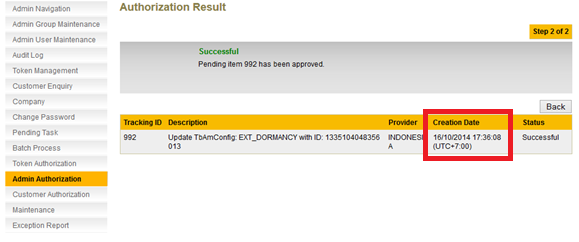 Admin Navigation
Admin Group Maintenance
Admin User Maintenance
Audit Log
Token Management
Customer Enquiry
Company
Change Password
Pending Task
Batch Process
Token Authorization
Admin Authorization
Customer Authorization
Maintenance
Exception Report
Authorization Result
Step 2 of 2
Successful
Pending item 992 has been approved.
Back
Tracking ID Description Provider Creation Date Status
992 Update TbAmConfig: EXT_DORMANCY with ID: 1335104048356 INDONESI 16/10/2014 17:36:08 Successful
013 A (UTC+7:00)